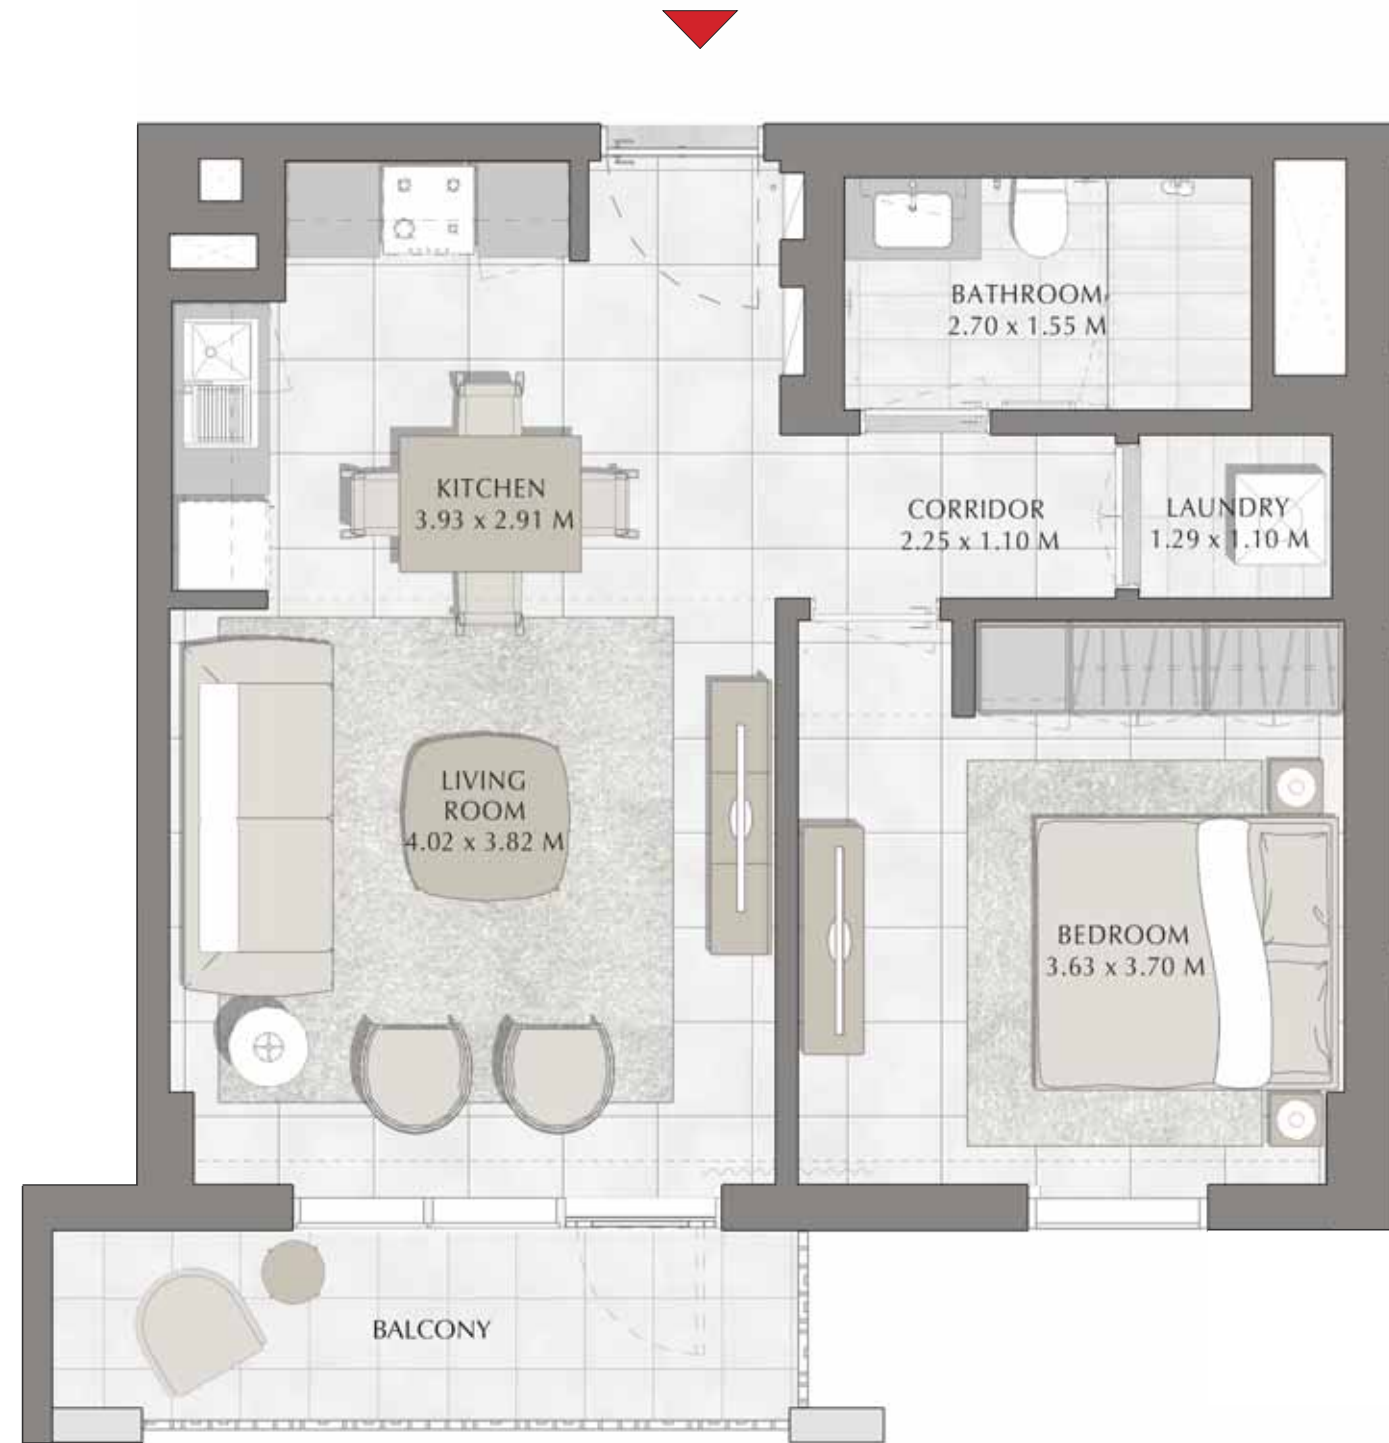 BATHROOM
2.70 x 1.55 M
KITCHEN
3.93 x 2.91 M
CORRIDOR
2.25 x 1.10 M
LAUNDRY
1.29 x 1.10 M
LIVING
ROOM
4.02 x 3.82 M
BEDROOM
3.63 x 3.70 M
BALCONY